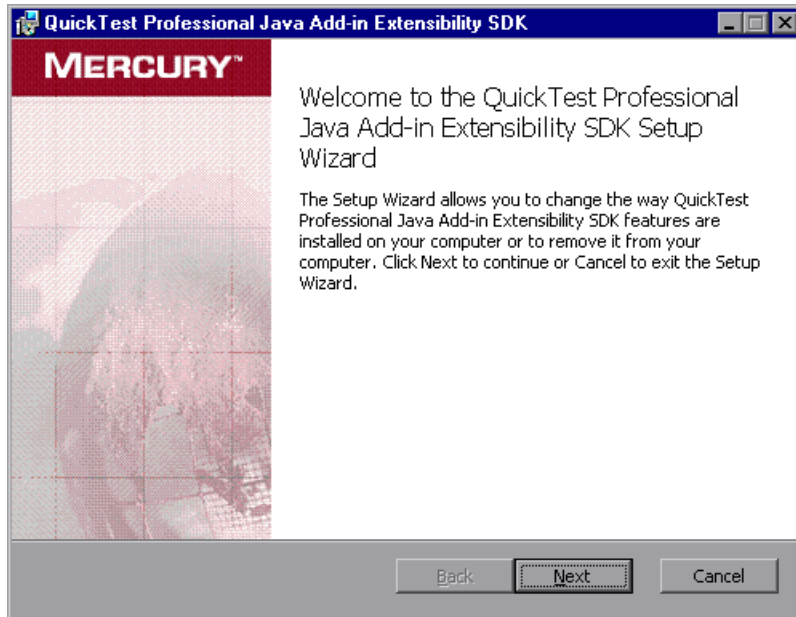 QuickTest Professional Java Add-in Extensibility SDK
MERCURY™
Welcome to the QuickTest Professional
Java Add-in Extensibility SDK Setup
Wizard
The Setup Wizard allows you to change the way QuickTest
Professional Java Add-in Extensibility SDK features are
installed on your computer or to remove it from your
computer. Click Next to continue or Cancel to exit the Setup
Wizard.
Back
Next
Cancel